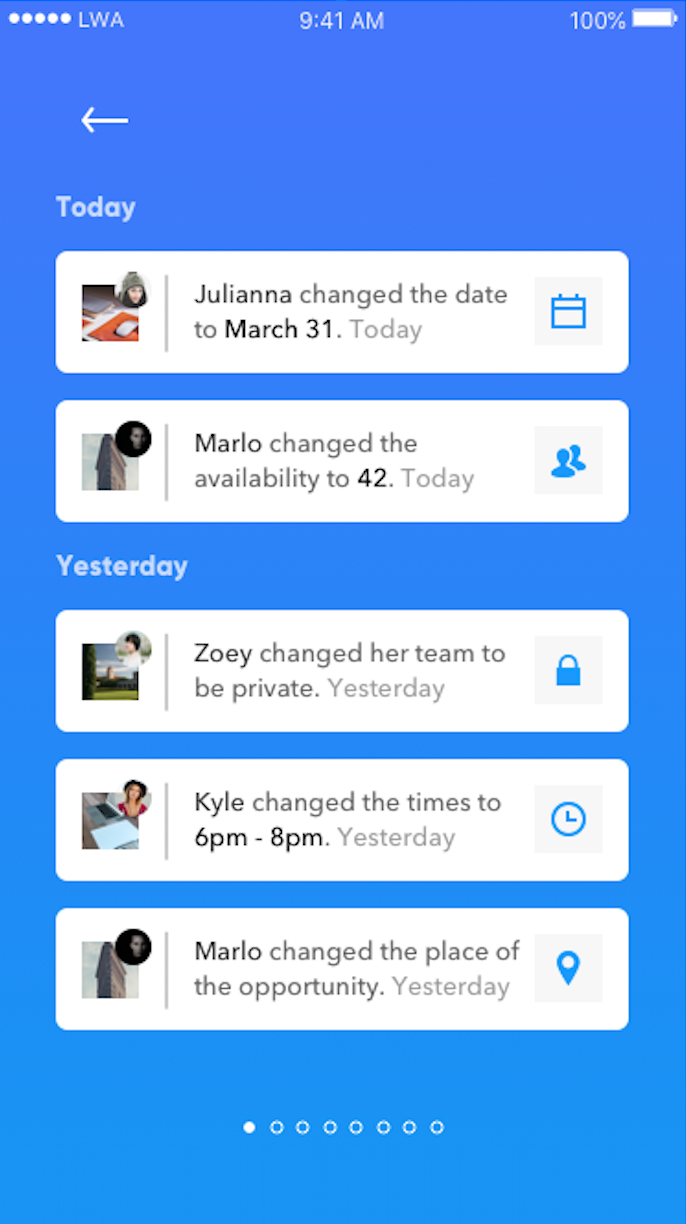 LWA 9:41 AM 100%
Today
Julianna changed the date
to March 31. Today
Marlo changed the
availability to 42. Today
Yesterday
Zoey changed her team to
be private. Yesterday
Kyle changed the times to
6pm - 8pm. Yesterday
Marlo changed the place of
the opportunity. Yesterday